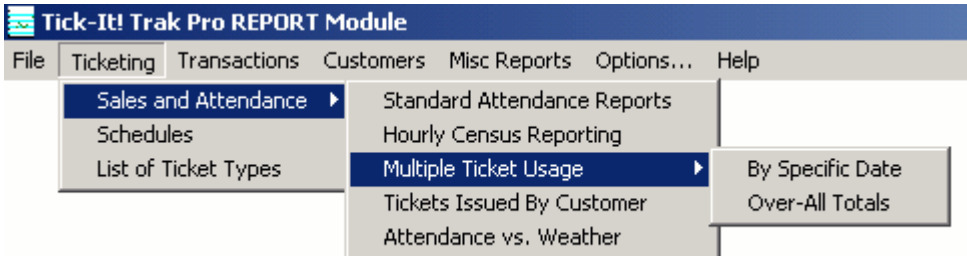 Tick-It! Trak Pro REPORT Module
File Ticketing Transactions Customers Misc Reports Options... Help
Sales and Attendance
Schedules
List of Ticket Types
Standard Attendance Reports
Hourly Census Reporting
Multiple Ticket Usage
Tickets Issued By Customer
Attendance vs. Weather
By Specific Date
Over-All Totals